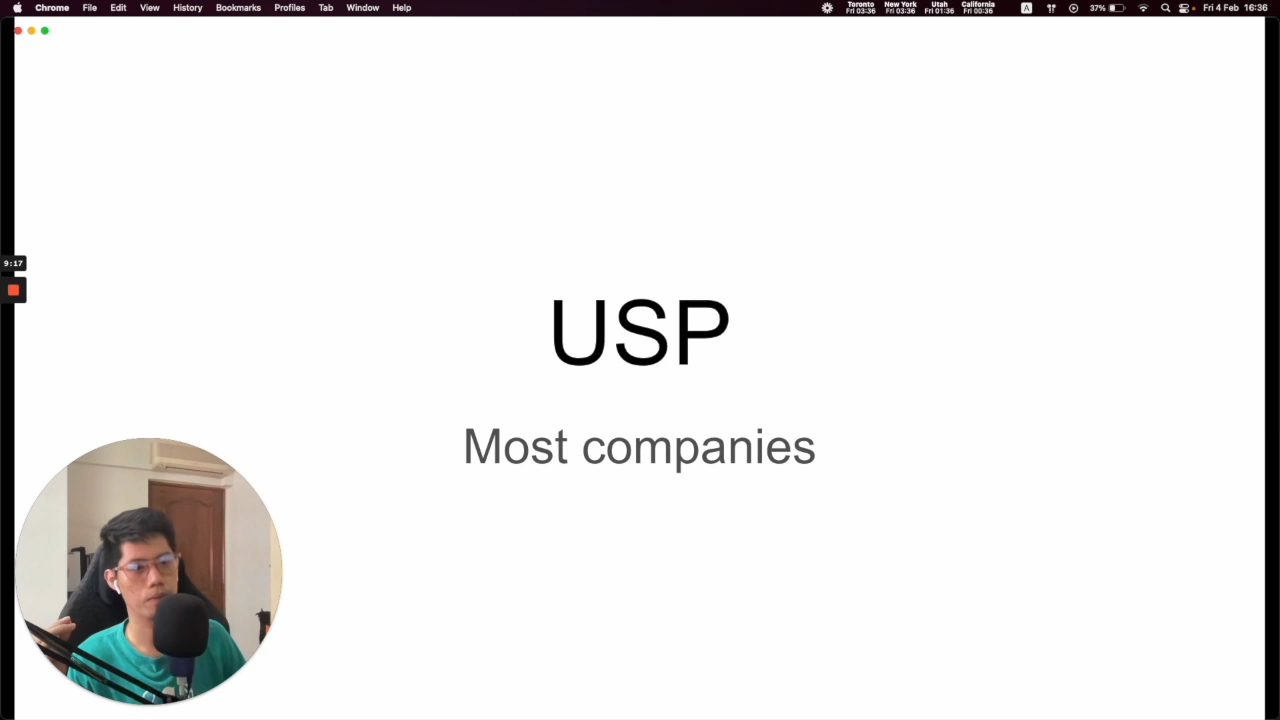 Chrome File Edit View History Bookmarks Profiles Tab Window Help
Toronto New York Utah California
Fri 03:36 Fri 03:36 Fri 01:36 Fri 00:36
A 37% Fri 4 Feb 16:36
9:17
USP
Most companies